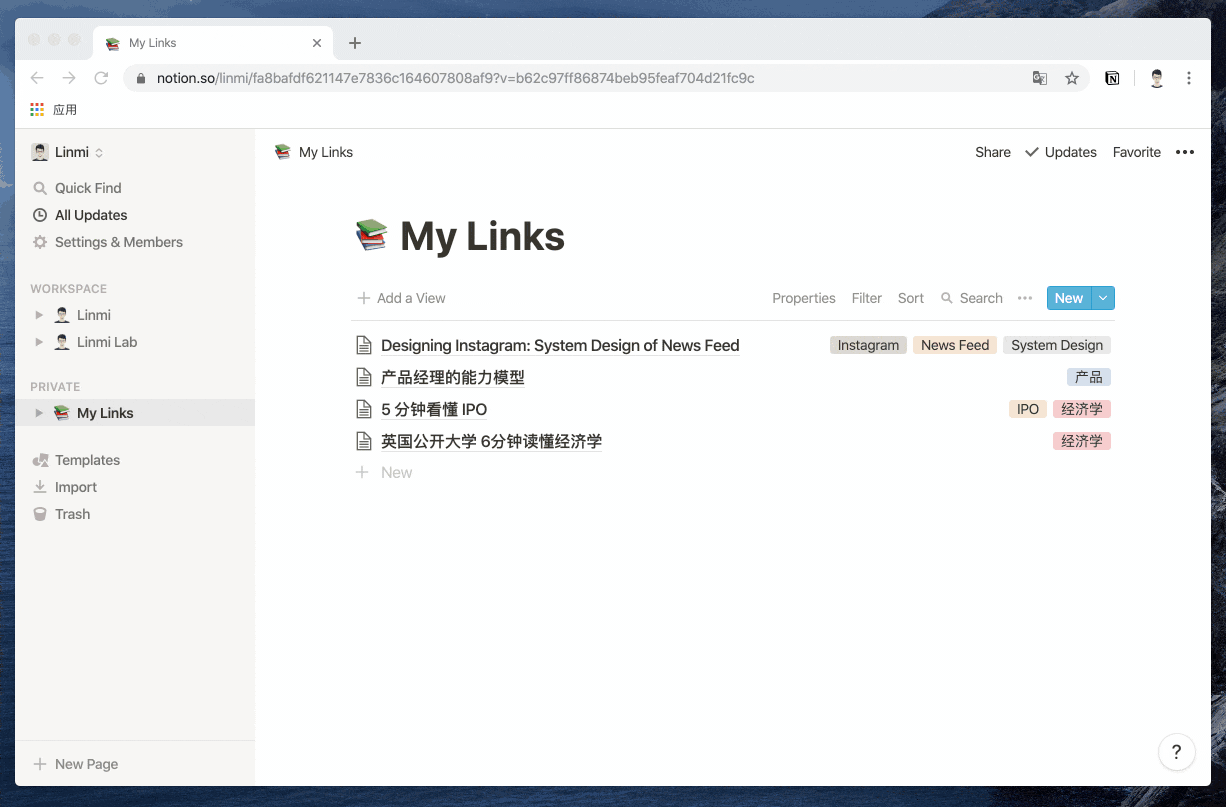 My Links
notion.so/linmi/fa8bafdf621147e7836c164607808af9?v=b62c97ff86874beb95feaf704d21fc9c
应用
Linmi
My Links
Share
Updates
Favorite
Quick Find
All Updates
Settings & Members
WORKSPACE
Linmi
Linmi Lab
PRIVATE
My Links
Templates
Import
Trash
New Page
My Links
Add a View
Properties
Filter
Sort
Search
New
Designing Instagram: System Design of News Feed
Instagram
News Feed
System Design
产品经理的能力模型
产品
5 分钟看懂 IPO
IPO
经济学
英国公开大学 6分钟读懂经济学
经济学
New
?